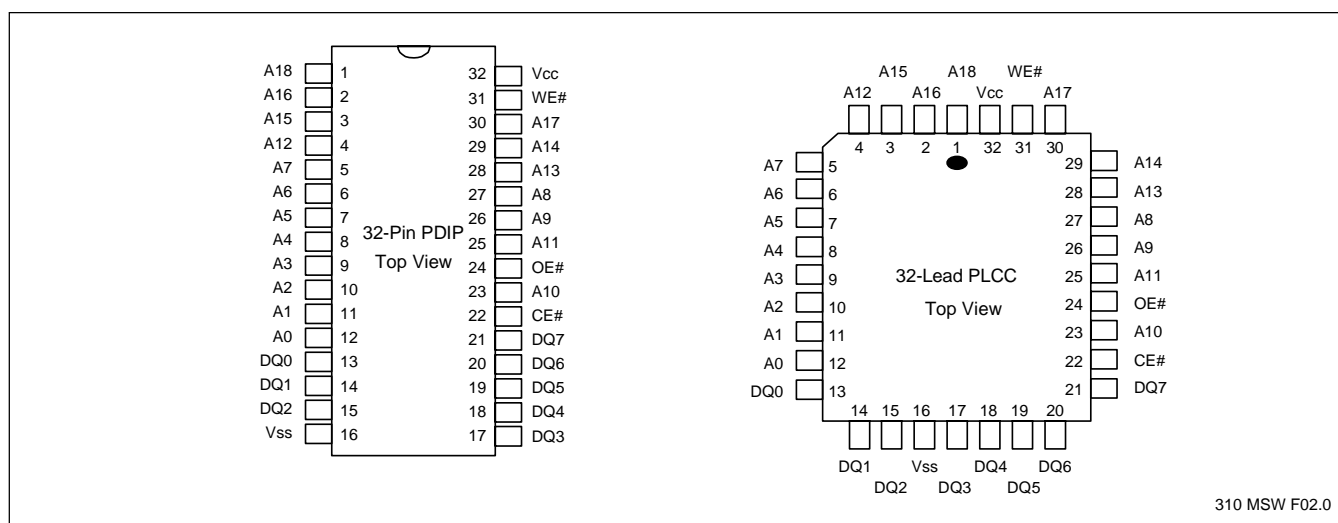 A18 1 32 Vcc
A16 2 31 WE#
A15 3 30 A17
A12 4 29 A14
A7 5 28 A13
A6 6 27 A8
A5 7 26 A9
A4 8 25 A11
A3 9 24 OE#
A2 10 23 A10
A1 11 22 CE#
A0 12 21 DQ7
DQ0 13 20 DQ6
DQ1 14 19 DQ5
DQ2 15 18 DQ4
Vss 16 17 DQ3
32-Pin PDIP
Top View
A15 A18 WE#
A12 A16 Vcc A17
4 3 2 1 32 31 30
A7 5 29 A14
A6 6 28 A13
A5 7 27 A8
A4 8 26 A9
A3 9 25 A11
A2 10 24 OE#
A1 11 23 A10
A0 12 22 CE#
DQ0 13 21 DQ7
32-Lead PLCC
Top View
14 15 16 17 18 19 20
DQ1 Vss DQ4 DQ6
DQ2 DQ3 DQ5
310 MSW F02.0